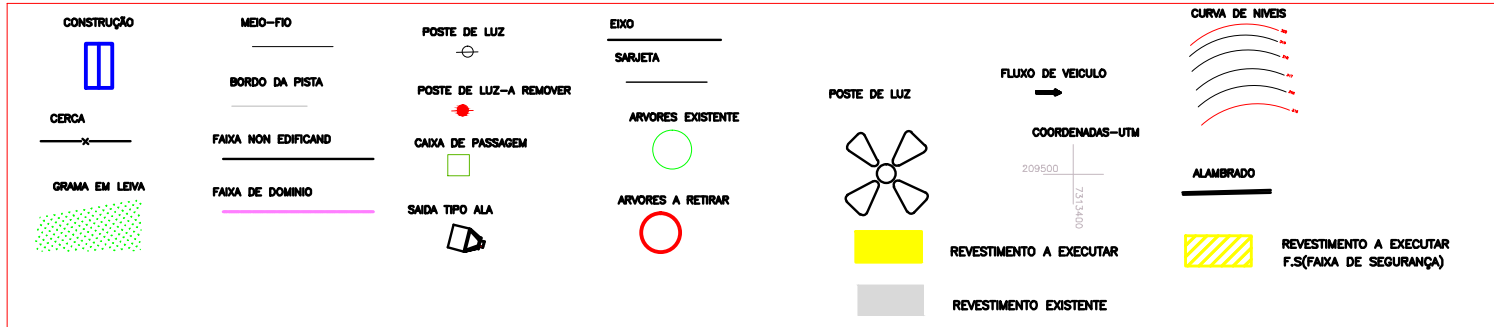 CONSTRUÇÃO
CERCA
GRAMA EM LEIVA
MEIO-FIO
BORDO DA PISTA
FAIXA NON EDIFICAND
FAIXA DE DOMINIO
POSTE DE LUZ
POSTE DE LUZ-A REMOVER
CAIXA DE PASSAGEM
SAIDA TIPO ALA
EIXO
SARJETA
ARVORES EXISTENTE
ARVORES A RETIRAR
POSTE DE LUZ
REVESTIMENTO A EXECUTAR
REVESTIMENTO EXISTENTE
FLUXO DE VEICULO
COORDENADAS-UTM
209500
7313400
CURVA DE NIVEIS
ALAMBRADO
REVESTIMENTO A EXECUTAR
F.S(FAIXA DE SEGURANÇA)